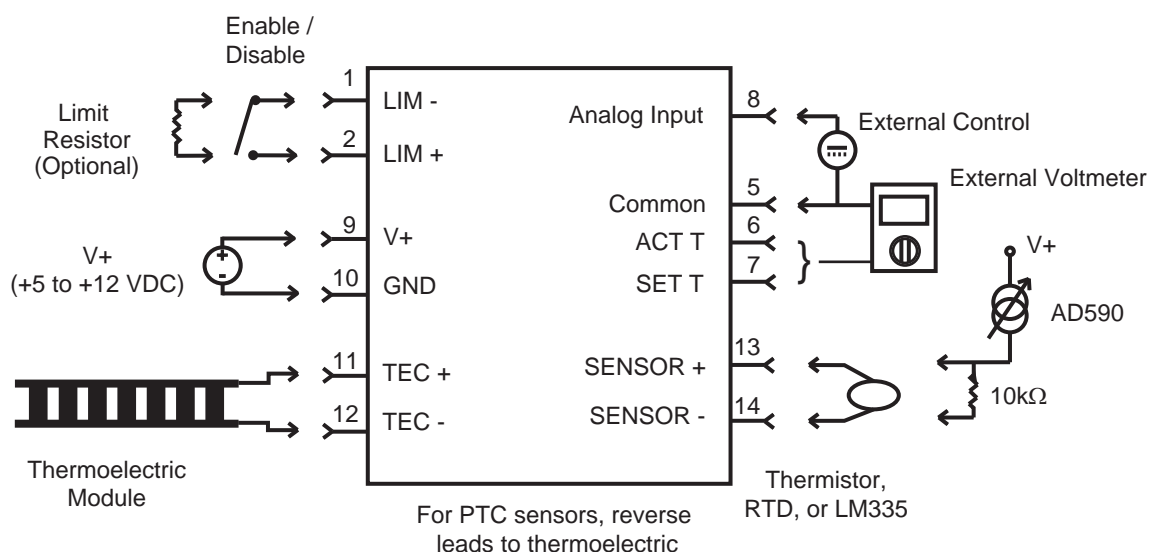 Enable /
Disable
Limit
Resistor
(Optional)
1
LIM -
2
LIM +
V+
(+5 to +12 VDC)
+
-
9
V+
10
GND
11
TEC +
12
TEC -
Thermoelectric
Module
Analog Input
8
External Control
Common
5
External Voltmeter
ACT T
6
SET T
7
}
V+
AD590
SENSOR +
13
10kΩ
SENSOR -
14
Thermistor,
RTD, or LM335
For PTC sensors, reverse
leads to thermoelectric